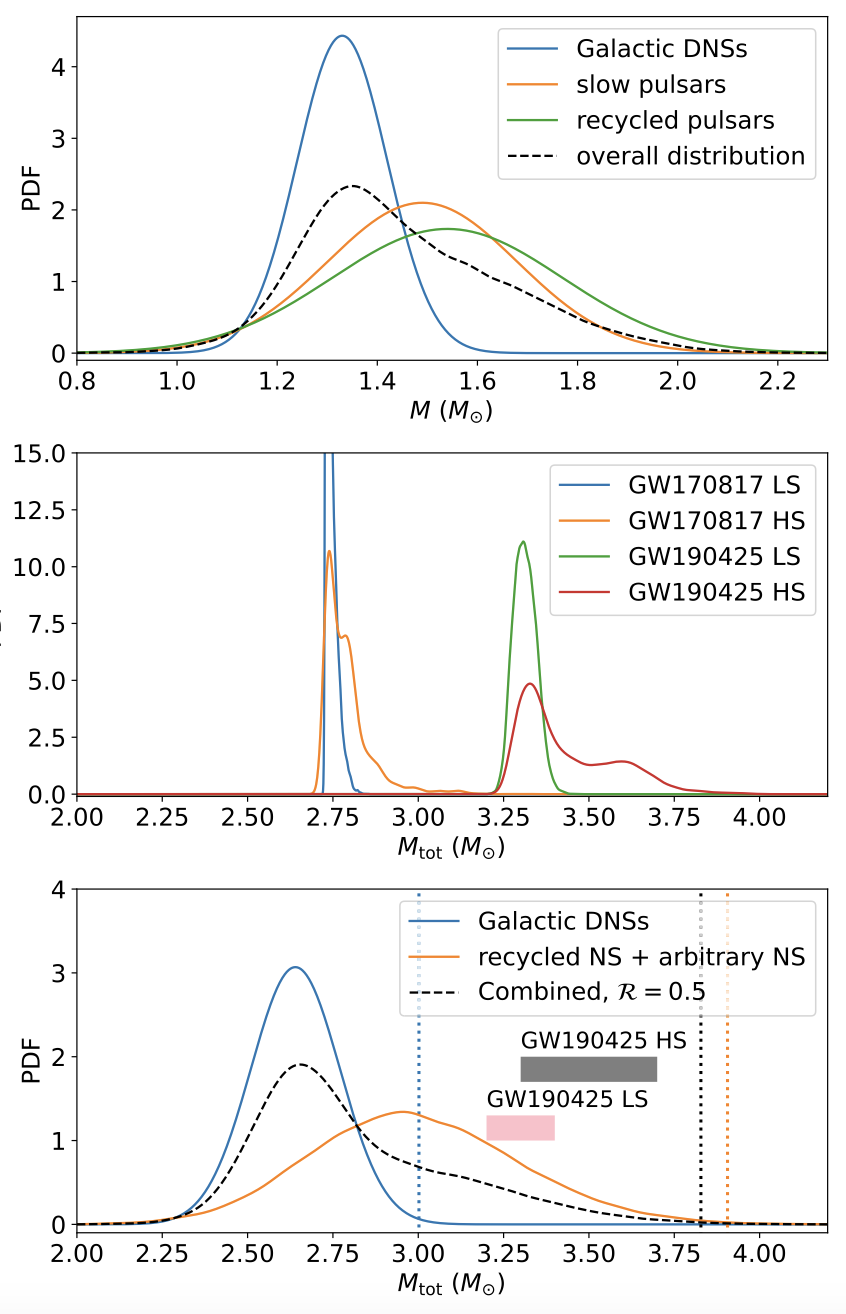 4
3
2
1
0
PDF
Galactic DNSs
slow pulsars
recycled pulsars
overall distribution
0.8 1.0 1.2 1.4 1.6 1.8 2.0 2.2
M (M⊙)
15.0
12.5
10.0
7.5
5.0
2.5
0.0
GW170817 LS
GW170817 HS
GW190425 LS
GW190425 HS
2.00 2.25 2.50 2.75 3.00 3.25 3.50 3.75 4.00
Mtot (M⊙)
4
3
2
1
0
PDF
Galactic DNSs
recycled NS + arbitrary NS
Combined, ℛ = 0.5
GW190425 HS
GW190425 LS
2.00 2.25 2.50 2.75 3.00 3.25 3.50 3.75 4.00
Mtot (M⊙)